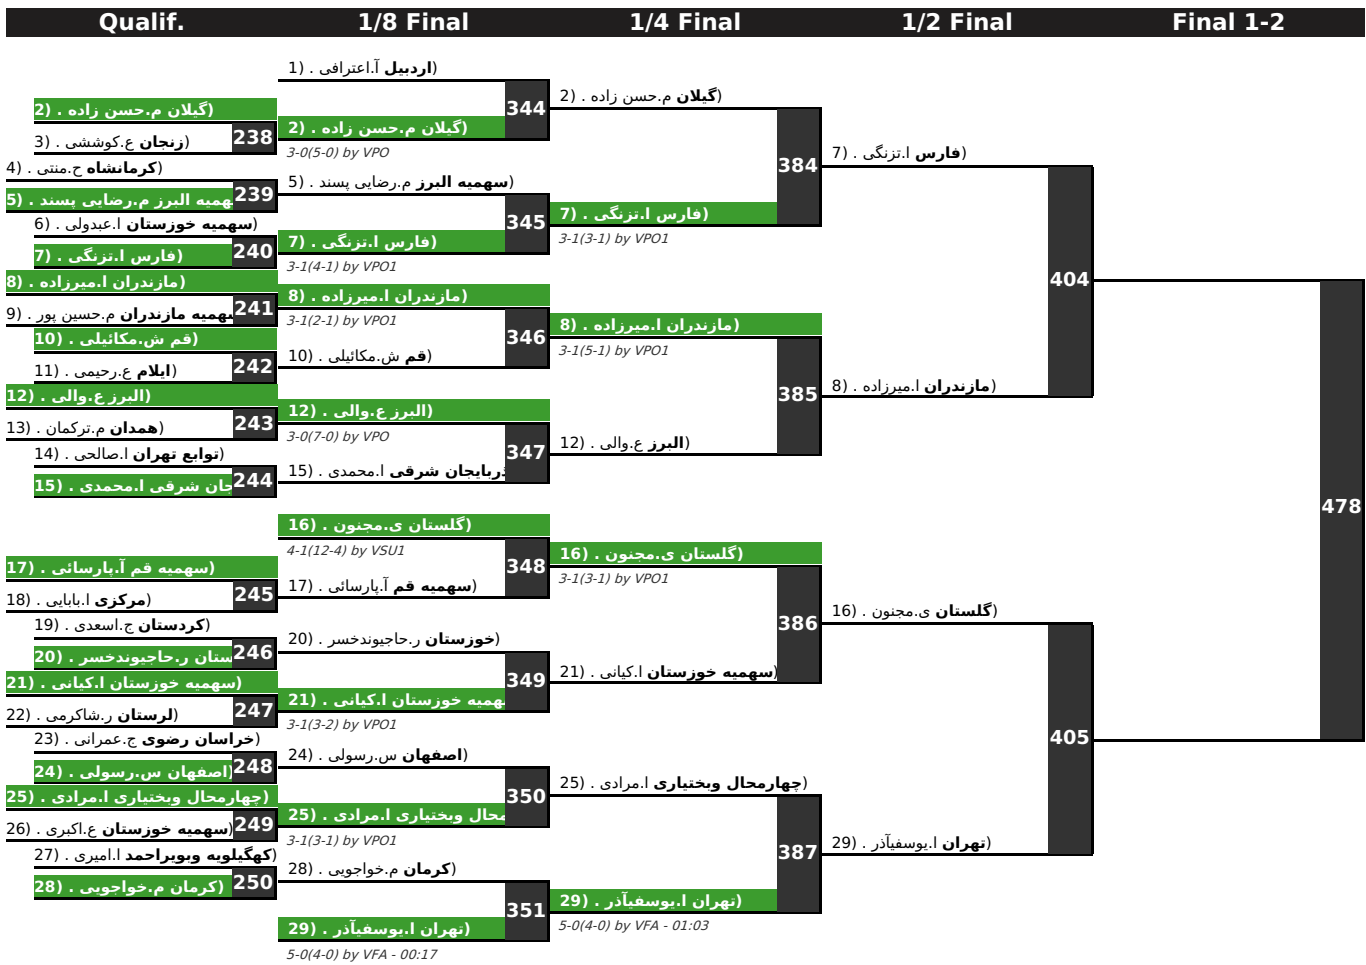 Qualif.
1/8 Final
1/4 Final
1/2 Final
Final 1-2
2) . گیلان م.حسن زاده)
3) . زنجان ع.کوششی)
238
4) . کرمانشاه ح.منتی)
5) . همیه البرز م.رضایی پسند
239
6) . سهمیه خوزستان ا.عبدولی)
7) . فارس ا.تزنگی)
240
8) . مازندران ا.میرزاده)
9) . سهمیه مازندران م.حسین پور
241
10) . قم ش.مکائیلی)
11) . ایلام ع.رحیمی)
242
12) . البرز ع.والی)
13) . همدان م.ترکمان)
243
14) . توابع تهران ا.صالحی)
15) . جان شرقی ا.محمدی
244
17) . سهمیه قم آ.پارسائی)
18) . مرکزی ا.بابایی)
245
19) . کردستان ج.اسعدی)
20) . ستان ر.حاجیوندخسر
246
21) . سهمیه خوزستان ا.کیانی)
22) . لرستان ر.شاکرمی)
247
23) . خراسان رضوی ج.عمرانی)
24) . اصفهان س.رسولی)
248
25) . چهارمحال وبختیاری ا.مرادی)
26) . سهمیه خوزستان ع.اکبری)
249
27) . کهگیلویه وبویراحمد ا.امیری)
28) . کرمان م.خواجویی)
250
1) . اردبیل آ.اعترافی)
2) . گیلان م.حسن زاده)
344
3-0(5-0) by VPO
5) . سهمیه البرز م.رضایی پسند)
7) . فارس ا.تزنگی)
345
3-1(4-1) by VPO1
8) . مازندران ا.میرزاده)
3-1(2-1) by VPO1
10) . قم ش.مکائیلی)
346
12) . البرز ع.والی)
3-0(7-0) by VPO
15) . ذربایجان شرقی ا.محمدی
347
16) . گلستان ی.مجنون)
4-1(12-4) by VSU1
17) . سهمیه قم آ.پارسائی)
348
20) . خوزستان ر.حاجیوندخسر)
21) . همیه خوزستان ا.کیانی
349
3-1(3-2) by VPO1
24) . اصفهان س.رسولی)
25) . محال وبختیاری ا.مرادی
350
3-1(3-1) by VPO1
28) . کرمان م.خواجویی)
29) . تهران ا.یوسفیآذر)
351
5-0(4-0) by VFA - 00:17
2) . گیلان م.حسن زاده)
7) . فارس ا.تزنگی)
384
3-1(3-1) by VPO1
8) . مازندران ا.میرزاده)
3-1(5-1) by VPO1
12) . البرز ع.والی)
385
16) . گلستان ی.مجنون)
3-1(3-1) by VPO1
21) . سهمیه خوزستان ا.کیانی)
386
25) . چهارمحال وبختیاری ا.مرادی)
29) . تهران ا.یوسفیآذر)
387
5-0(4-0) by VFA - 01:03
7) . فارس ا.تزنگی)
8) . مازندران ا.میرزاده)
404
16) . گلستان ی.مجنون)
29) . تهران ا.یوسفیآذر)
405
478